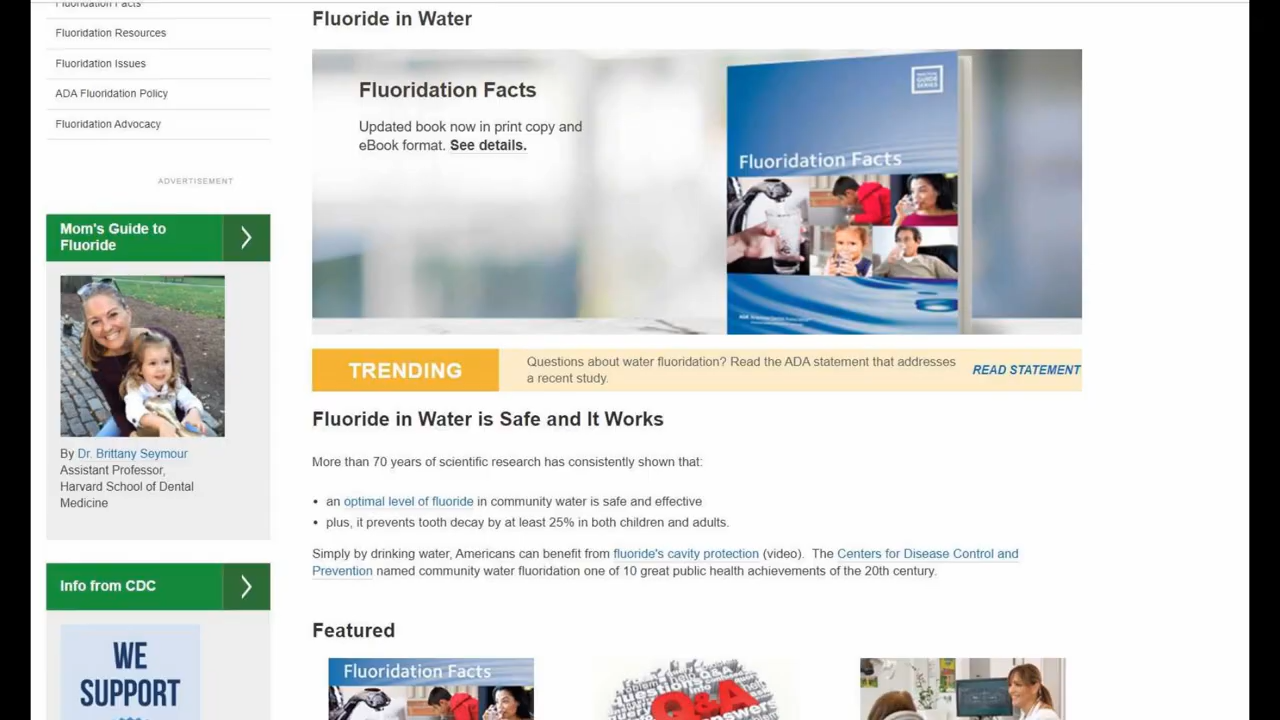 Fluoridation Facts
Fluoridation Resources
Fluoridation Issues
ADA Fluoridation Policy
Fluoridation Advocacy
ADVERTISEMENT
Mom's Guide to
Fluoride
By Dr. Brittany Seymour
Assistant Professor,
Harvard School of Dental
Medicine
Info from CDC
WE
SUPPORT
Fluoride in Water
Fluoridation Facts
Updated book now in print copy and
eBook format. See details.
GUIDE
SERIES
Fluoridation Facts
TRENDING
Questions about water fluoridation? Read the ADA statement that addresses
a recent study.
READ STATEMENT
Fluoride in Water is Safe and It Works
More than 70 years of scientific research has consistently shown that:
• an optimal level of fluoride in community water is safe and effective
• plus, it prevents tooth decay by at least 25% in both children and adults.
Simply by drinking water, Americans can benefit from fluoride's cavity protection (video). The Centers for Disease Control and
Prevention named community water fluoridation one of 10 great public health achievements of the 20th century.
Featured
Fluoridation Facts
Q&A